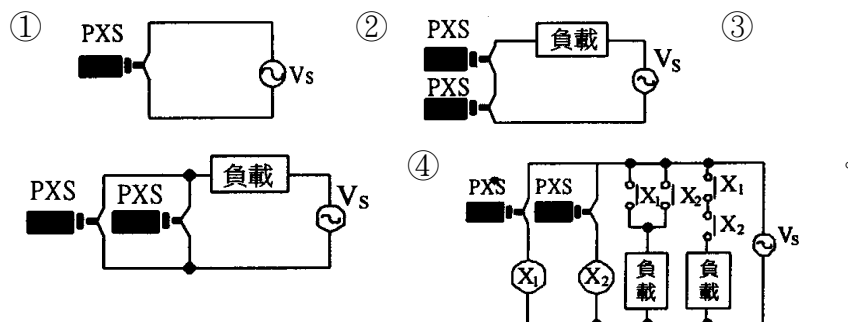 ①
PXS
Vs
②
PXS
PXS
負載
Vs
③
PXS
PXS
負載
Vs
④
PXS
PXS
X₁
X₂
X₁
X₂
X₁
X₂
負載
負載
Vs
。